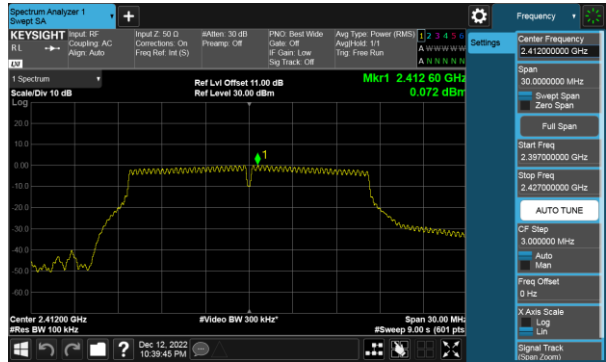 Spectrum Analyzer 1
Swept SA
+
Frequency
KEYSIGHT
RL
Input: RF
Coupling: AC
Align: Auto
Input Z: 50 Ω
Corrections: On
Freq Ref: Int (S)
#Atten: 30 dB
Preamp: Off
PNO: Best Wide
Gate: Off
IF Gain: Low
Sig Track: Off
Avg Type: Power (RMS)
Avg|Hold: 1/1
Trig: Free Run
1 2 3 4 5 6
A W W W W W
A N N N N N
LM
1 Spectrum
Scale/Div 10 dB
Log
Ref Lvl Offset 11.00 dB
Ref Level 30.00 dBm
Mkr1 2.412 60 GHz
0.072 dBm
20.0
10.0
0.00
-10.0
-20.0
-30.0
-40.0
-50.0
-60.0
1
Center 2.41200 GHz
#Res BW 100 kHz
#Video BW 300 kHz*
Span 30.00 MHz
#Sweep 9.00 s (601 pts)
?
Dec 12, 2022
10:39:45 PM
Settings
Center Frequency
2.412000000 GHz
Span
30.0000000 MHz
Swept Span
Zero Span
Full Span
Start Freq
2.397000000 GHz
Stop Freq
2.427000000 GHz
AUTO TUNE
CF Step
3.000000 MHz
Auto
Man
Freq Offset
0 Hz
X Axis Scale
Log
Lin
Signal Track
(Span Zoom)